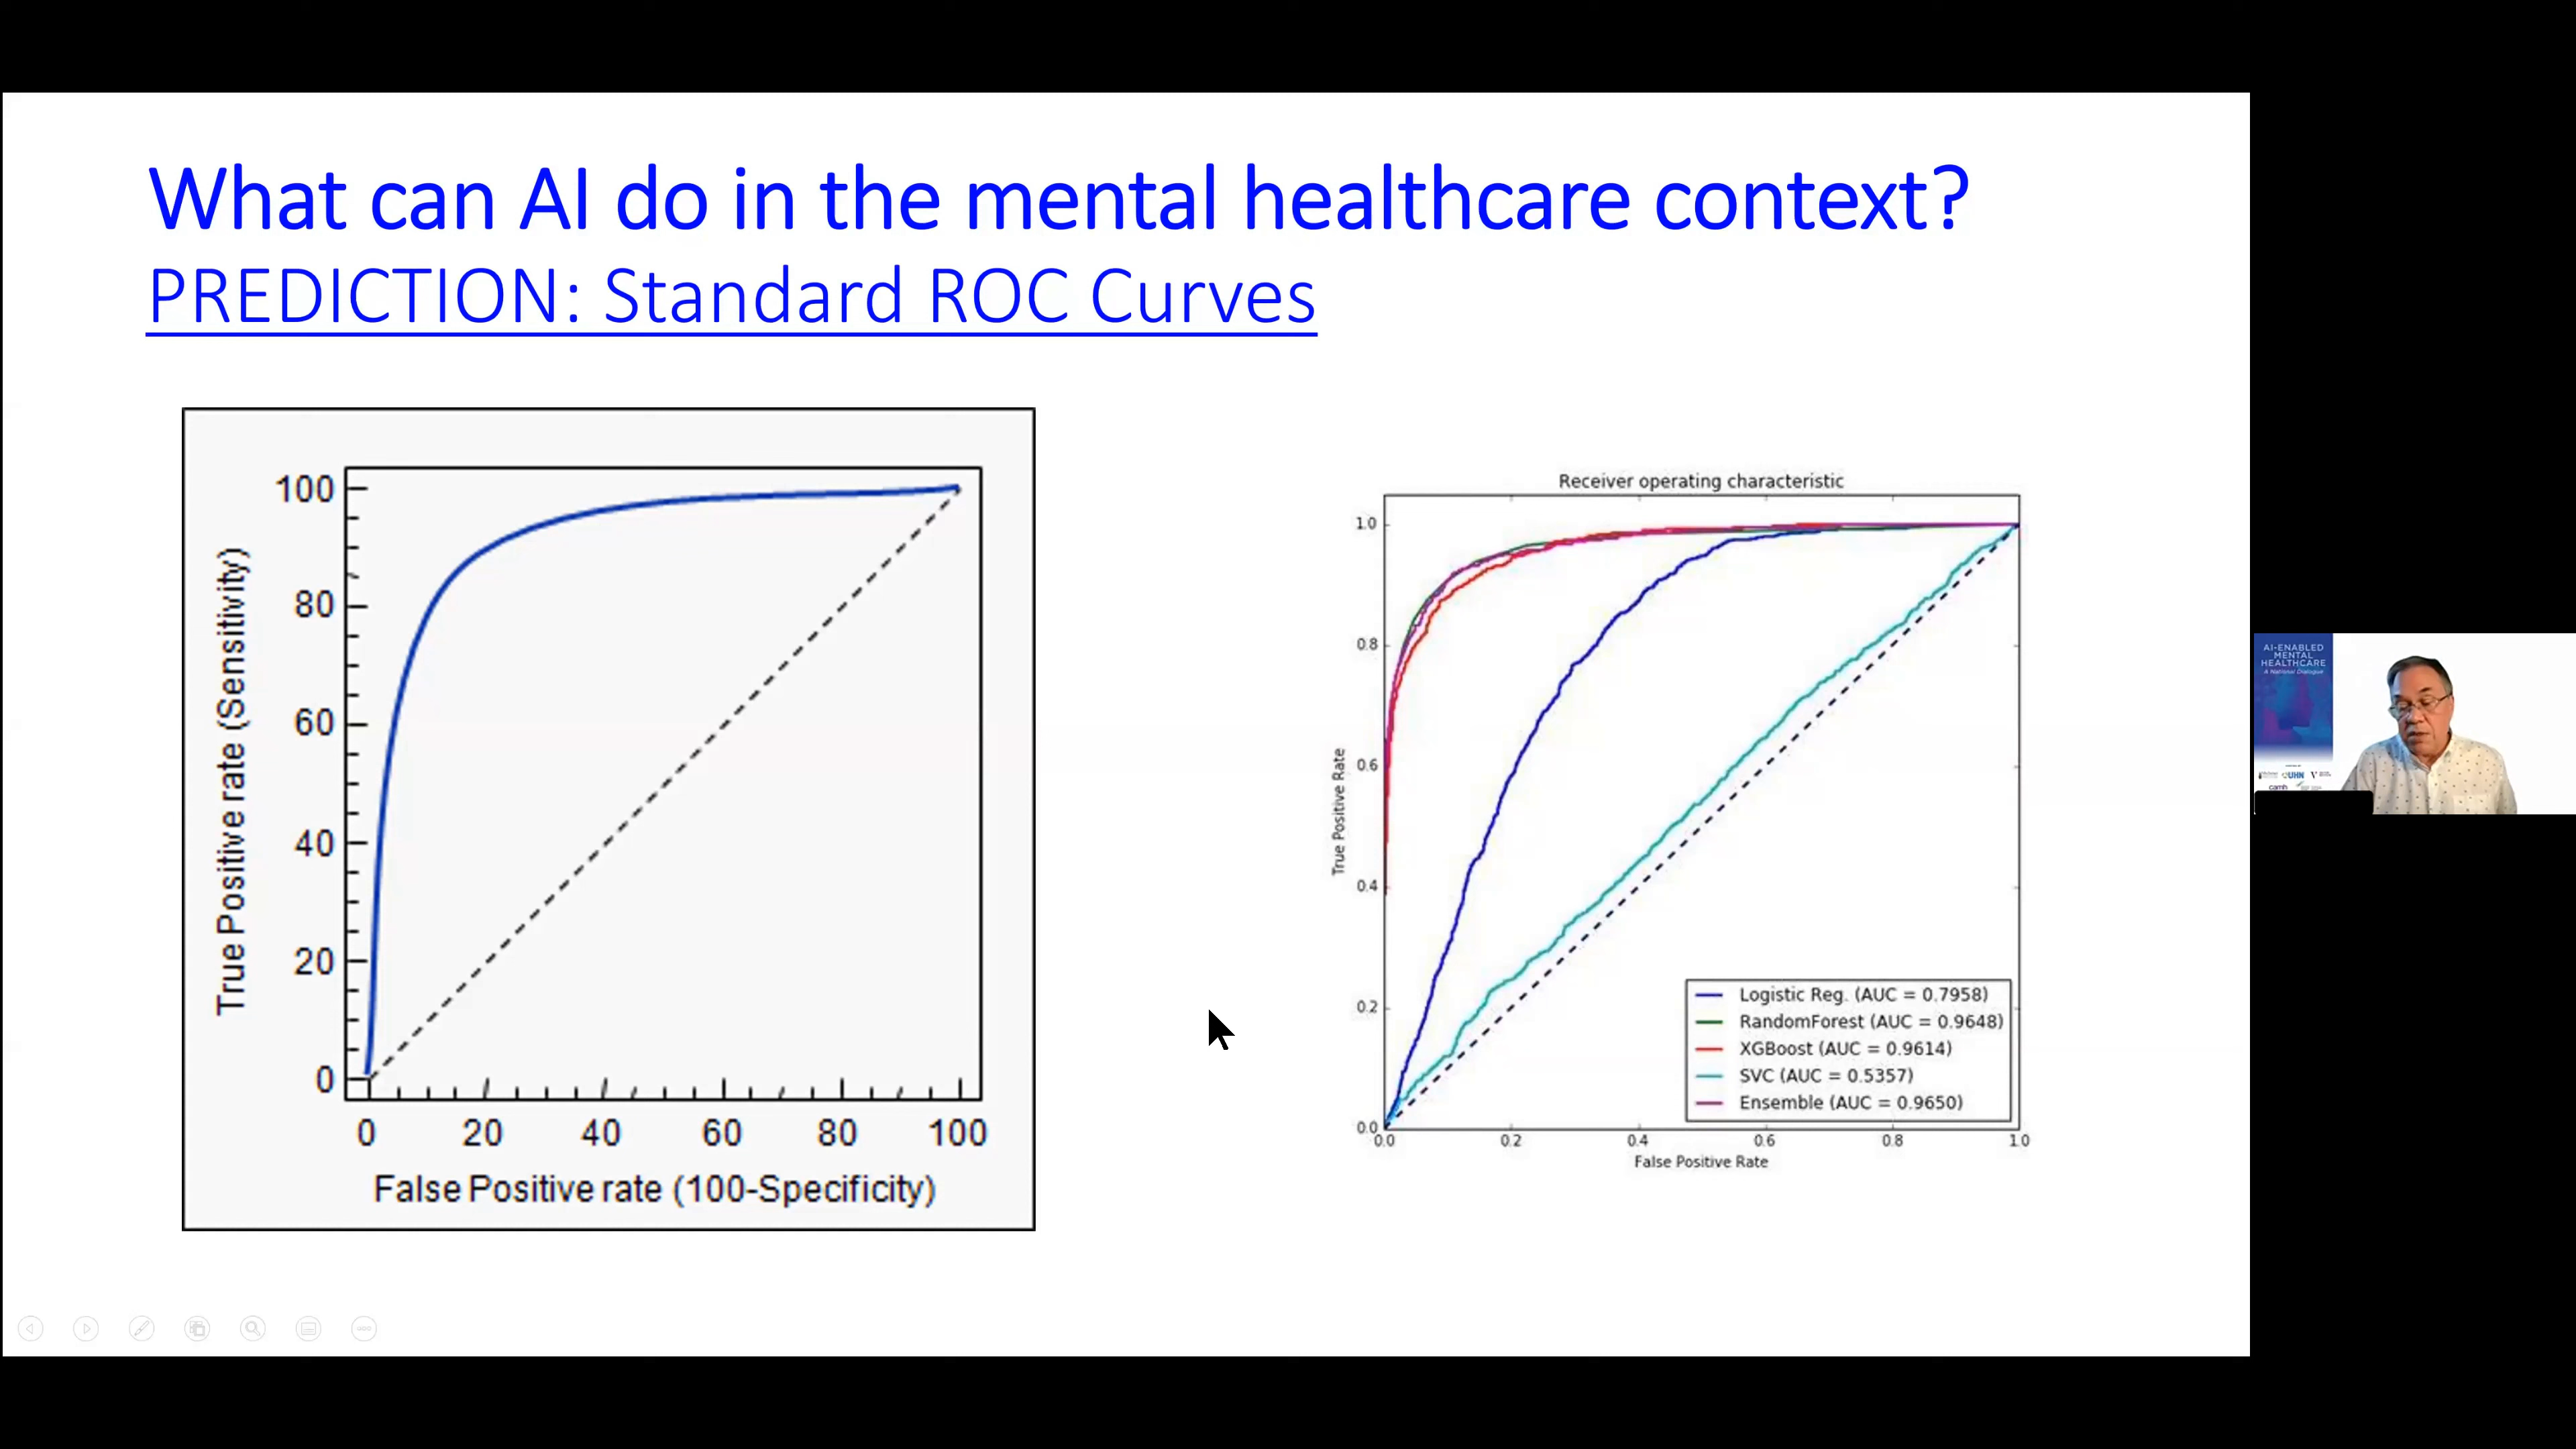 What can AI do in the mental healthcare context?
PREDICTION: Standard ROC Curves
True Positive rate (Sensitivity)
100
80
60
40
20
0
0 20 40 60 80 100
False Positive rate (100-Specificity)
Receiver operating characteristic
True Positive Rate
1.0
0.8
0.6
0.4
0.2
0.0
0.0 0.2 0.4 0.6 0.8 1.0
False Positive Rate
Logistic Reg. (AUC = 0.7958)
RandomForest (AUC = 0.9648)
XGBoost (AUC = 0.9614)
SVC (AUC = 0.5357)
Ensemble (AUC = 0.9650)
AI-ENABLED
MENTAL
HEALTHCARE
A National Dialogue
UHN
camh